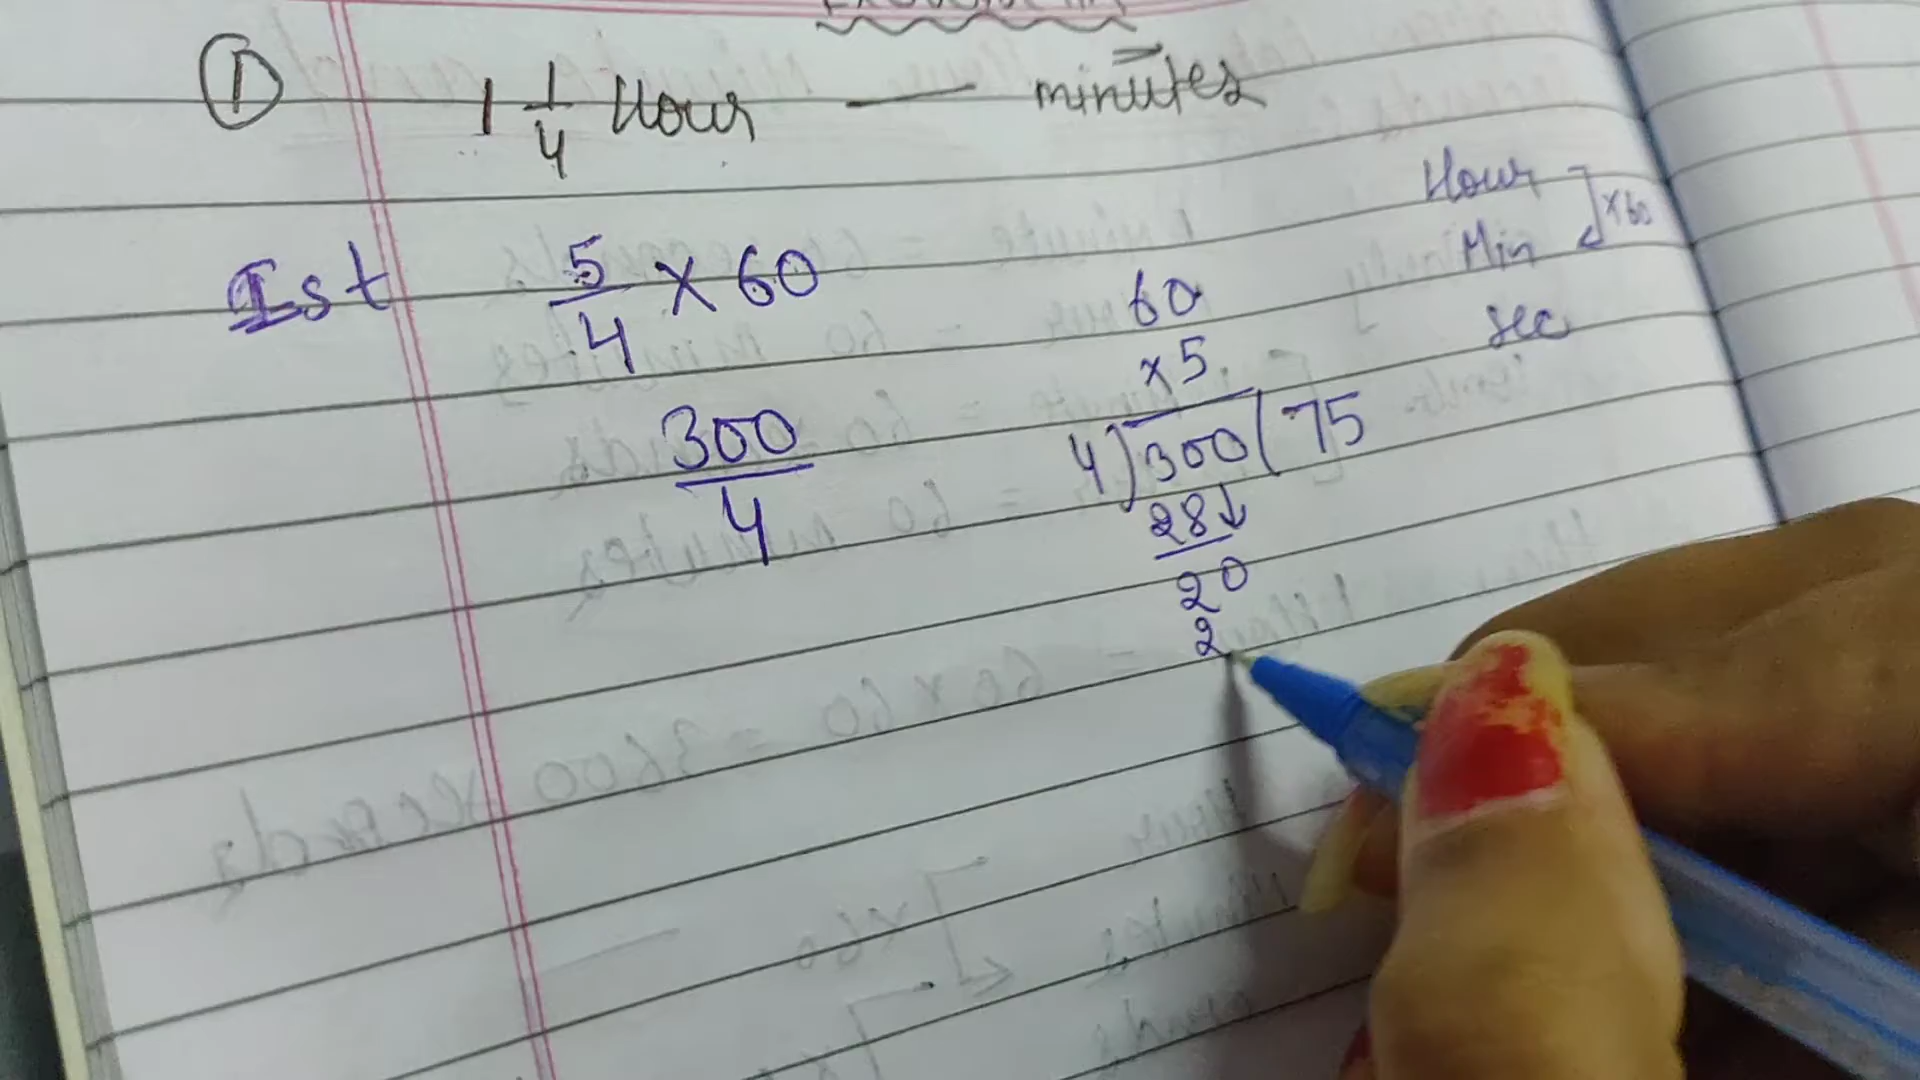 ① 1 1/4 Hour — minutes
Ist 5/4 × 60
300/4
Hour
Min
sec
×60
60
×5
4)300(75
28↓
20
2